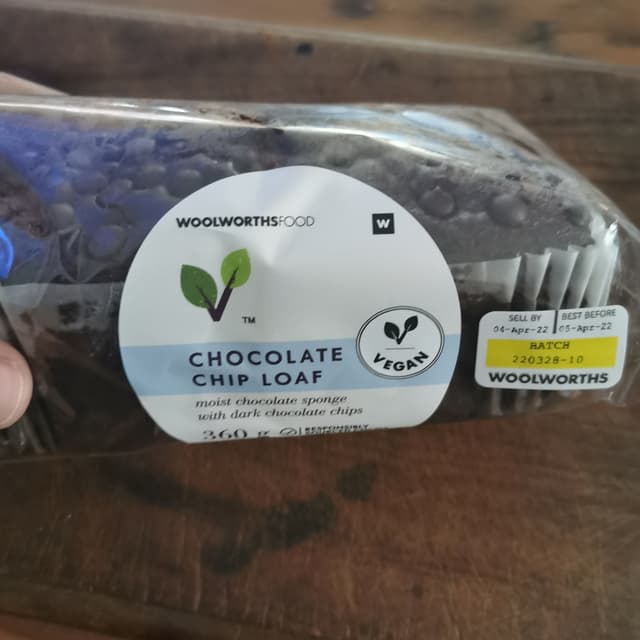 WOOLWORTHSFOOD
W
TM
CHOCOLATE
CHIP LOAF
VEGAN
moist chocolate sponge
with dark chocolate chips
360 g RESPONSIBLY
SELL BY BEST BEFORE
04-Apr-22 05-Apr-22
BATCH
220328-10
WOOLWORTHS